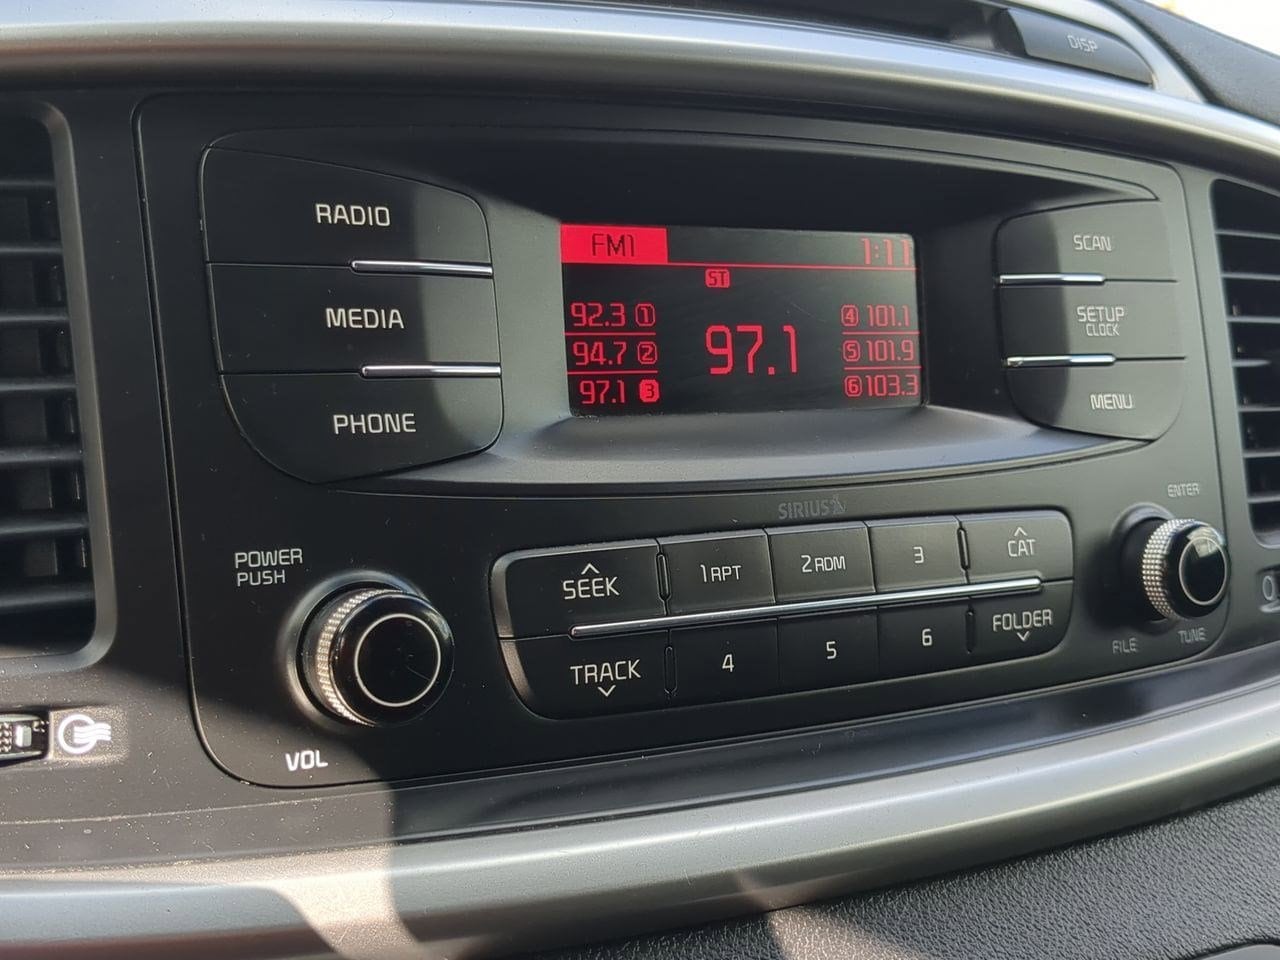 DISP
RADIO
MEDIA
PHONE
FM1 1:11
ST
92.3 1
94.7 2
97.1 3
97.1
4 101.1
5 101.9
6 103.3
SCAN
SETUP
CLOCK
MENU
SIRIUS
POWER
PUSH
VOL
SEEK
1 RPT
2 RDM
3
CAT
TRACK
4
5
6
FOLDER
ENTER
FILE
TUNE